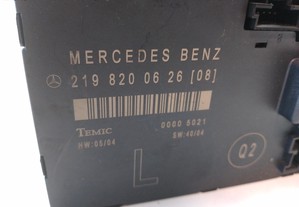 MERCEDES BENZ
219 820 06 26 [08]
TEMIC
0000 8021
HW:05/04
SW:40/04
L
Q2